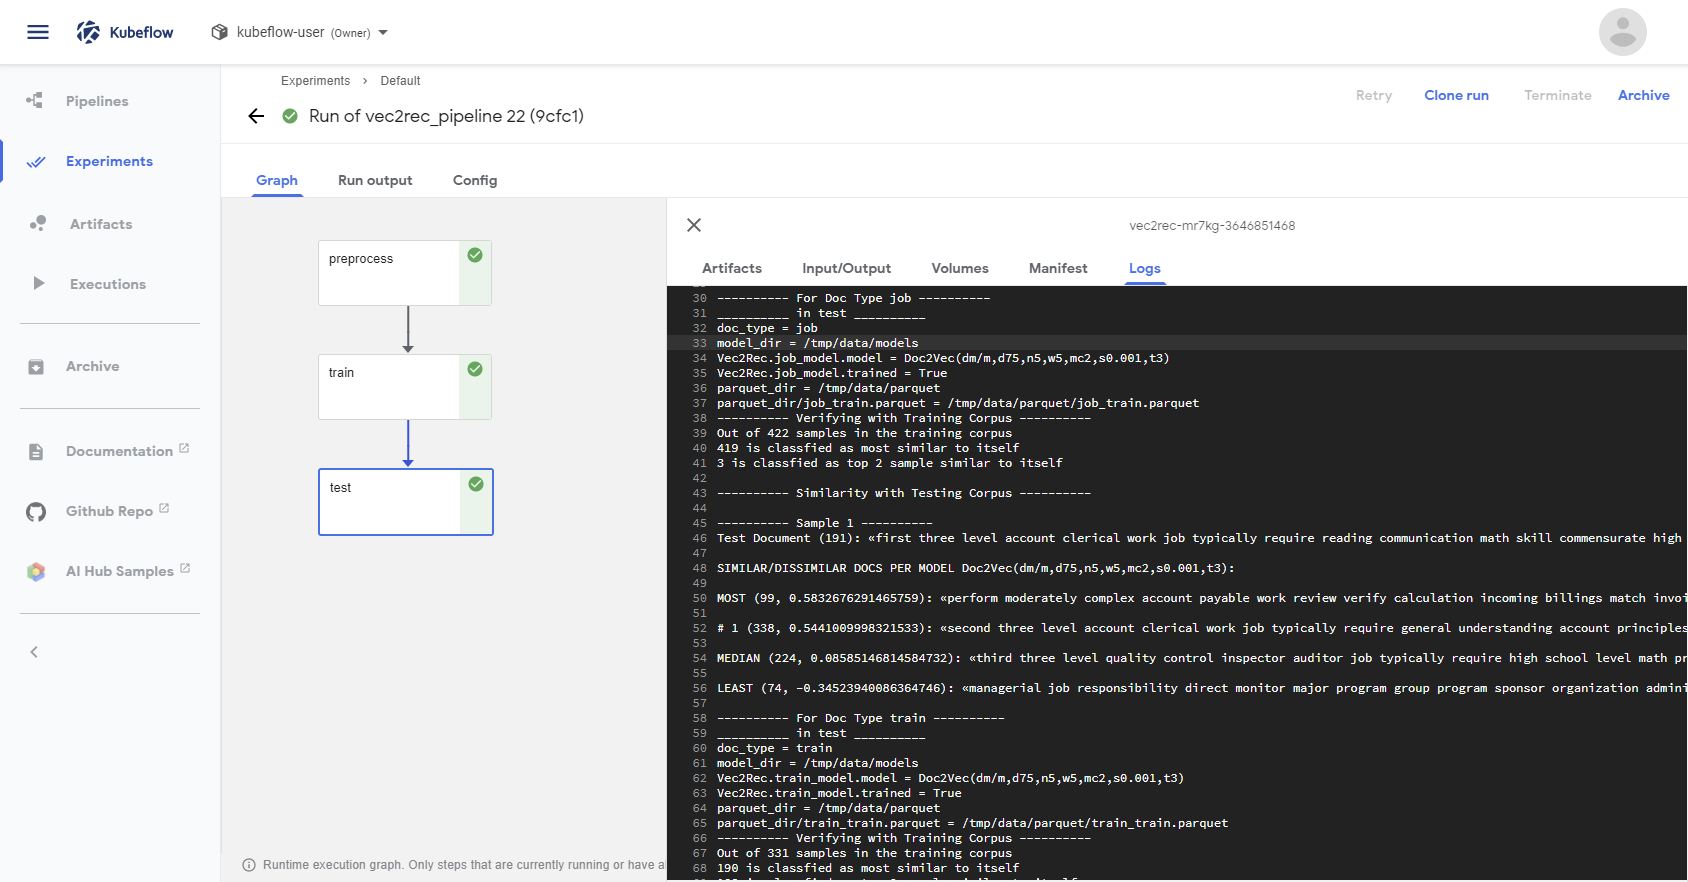 Kubeflow
kubeflow-user (Owner)
Pipelines
Experiments
Artifacts
Executions
Archive
Documentation
Github Repo
AI Hub Samples
Experiments > Default
Run of vec2rec_pipeline 22 (9cfc1)
Retry Clone run Terminate Archive
Graph Run output Config
preprocess
train
test
Runtime execution graph. Only steps that are currently running or have al
vec2rec-mr7kg-3646851468
Artifacts Input/Output Volumes Manifest Logs
30 ---------- For Doc Type job ----------
31 __________ in test __________
32 doc_type = job
33 model_dir = /tmp/data/models
34 Vec2Rec.job_model.model = Doc2Vec(dm/m,d75,n5,w5,mc2,s0.001,t3)
35 Vec2Rec.job_model.trained = True
36 parquet_dir = /tmp/data/parquet
37 parquet_dir/job_train.parquet = /tmp/data/parquet/job_train.parquet
38 ---------- Verifying with Training Corpus ----------
39 Out of 422 samples in the training corpus
40 419 is classfied as most similar to itself
41 3 is classfied as top 2 sample similar to itself
42
43 ---------- Similarity with Testing Corpus ----------
44
45 ---------- Sample 1 ----------
46 Test Document (191): «first three level account clerical work job typically require reading communication math skill commensurate high
47
48 SIMILAR/DISSIMILAR DOCS PER MODEL Doc2Vec(dm/m,d75,n5,w5,mc2,s0.001,t3):
49
50 MOST (99, 0.5832676291465759): «perform moderately complex account payable work review verify calculation incoming billings match invoi
51
52 # 1 (338, 0.5441009998321533): «second three level account clerical work job typically require general understanding account principles
53
54 MEDIAN (224, 0.08585146814584732): «third three level quality control inspector auditor job typically require high school level math pr
55
56 LEAST (74, -0.34523940086364746): «managerial job responsibility direct monitor major program group program sponsor organization admini
57
58 ---------- For Doc Type train ----------
59 __________ in test __________
60 doc_type = train
61 model_dir = /tmp/data/models
62 Vec2Rec.train_model.model = Doc2Vec(dm/m,d75,n5,w5,mc2,s0.001,t3)
63 Vec2Rec.train_model.trained = True
64 parquet_dir = /tmp/data/parquet
65 parquet_dir/train_train.parquet = /tmp/data/parquet/train_train.parquet
66 ---------- Verifying with Training Corpus ----------
67 Out of 331 samples in the training corpus
68 190 is classfied as most similar to itself